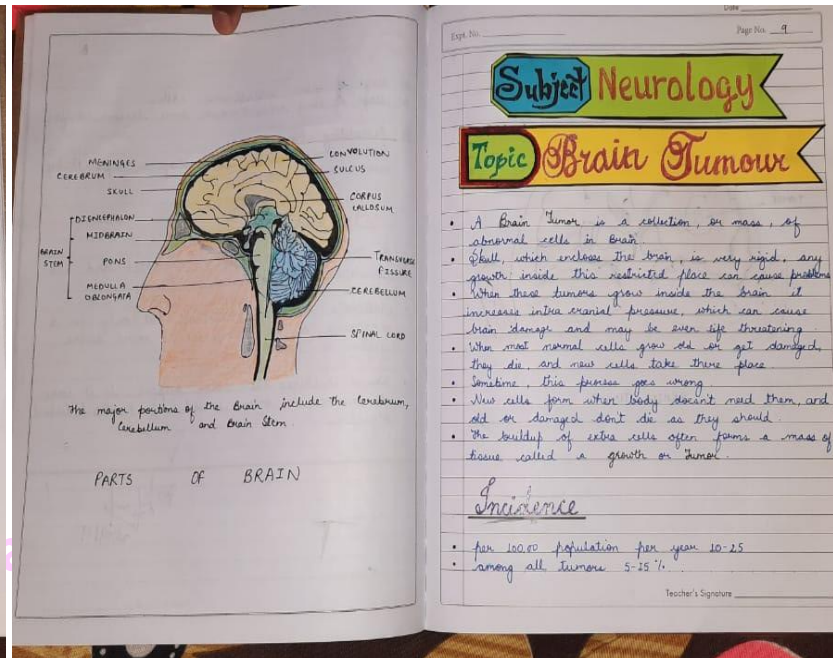 MENINGES
CEREBRUM
SKULL
DIENCEPHALON
MIDBRAIN
BRAIN
STEM
PONS
MEDULLA
OBLONGATA
CONVOLUTION
SULCUS
CORPUS
CALLOSUM
TRANSVERSE
FISSURE
CEREBELLUM
SPINAL CORD
The major portions of the Brain include the Cerebrum,
Cerebellum and Brain Stem.
PARTS OF BRAIN
Date
Expt. No.
Page No. 9
Subject Neurology
Topic Brain Tumour
• A Brain Tumor is a collection, or mass, of
abnormal cells in Brain
• Skull, which encloses the brain, is very rigid, any
growth inside this restricted place can cause problems
• When these tumors grow inside the brain it
increases intra cranial pressure, which can cause
brain damage and may be even life threatening
• When most normal cells grow old or get damaged,
they die, and new cells take there place.
• Sometime, this process goes wrong
• New cells form when body doesn't need them, and
old or damaged don't die as they should.
• The buildup of extra cells often forms a mass of
tissue called a growth or Tumor.
Incidence
• per 100.00 population per year 10-25
• among all tumors 5-15%.
Teacher's Signature